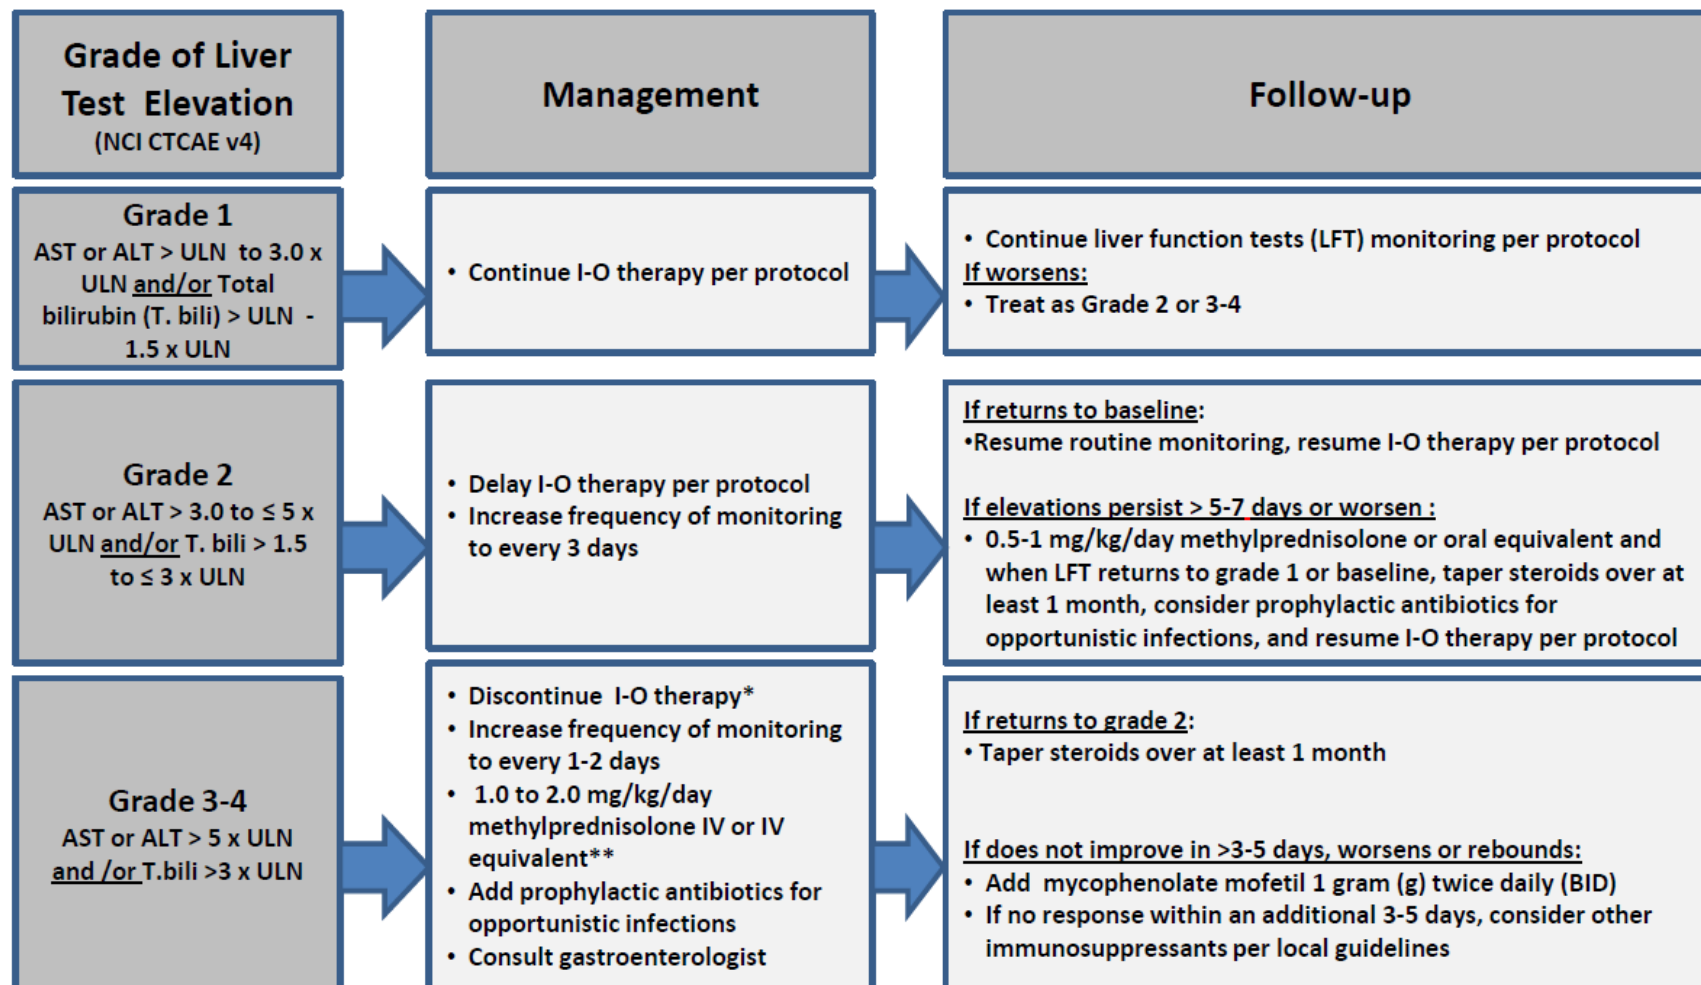 Grade of Liver
Test  Elevation
(NCI CTCAE v4)
Management
Follow-up
Grade 1
AST or ALT > ULN  to 3.0 x
ULN and/or Total
bilirubin (T. bili) > ULN  -
1.5 x ULN
• Continue I-O therapy per protocol
• Continue liver function tests (LFT) monitoring per protocol
If worsens:
• Treat as Grade 2 or 3-4
Grade 2
AST or ALT > 3.0 to ≤ 5 x
ULN and/or T. bili > 1.5
to ≤ 3 x ULN
• Delay I-O therapy per protocol
• Increase frequency of monitoring
to every 3 days
If returns to baseline:
•Resume routine monitoring, resume I-O therapy per protocol
If elevations persist > 5-7 days or worsen :
• 0.5-1 mg/kg/day methylprednisolone or oral equivalent and
when LFT returns to grade 1 or baseline, taper steroids over at
least 1 month, consider prophylactic antibiotics for
opportunistic infections, and resume I-O therapy per protocol
Grade 3-4
AST or ALT > 5 x ULN
and /or T.bili >3 x ULN
• Discontinue  I-O therapy*
• Increase frequency of monitoring
to every 1-2 days
• 1.0 to 2.0 mg/kg/day
methylprednisolone IV or IV
equivalent**
• Add prophylactic antibiotics for
opportunistic infections
• Consult gastroenterologist
If returns to grade 2:
• Taper steroids over at least 1 month
If does not improve in >3-5 days, worsens or rebounds:
• Add  mycophenolate mofetil 1 gram (g) twice daily (BID)
• If no response within an additional 3-5 days, consider other
immunosuppressants per local guidelines